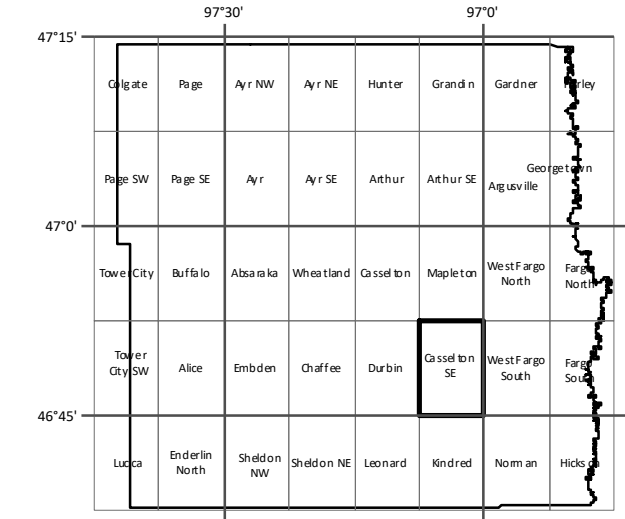 97°30' 97°0'
47°15'
Colgate Page Ayr NW Ayr NE Hunter Grandin Gardner Hurley
Page SW Page SE Ayr Ayr SE Arthur Arthur SE Argusville Georgetown
47°0'
Tower City Buffalo Absaraka Wheatland Casselton Mapleton West Fargo North Fargo North
Tower City SW Alice Embden Chaffee Durbin Casselton SE West Fargo South Fargo South
46°45'
Lucca Enderlin North Sheldon NW Sheldon NE Leonard Kindred Norman Hickson